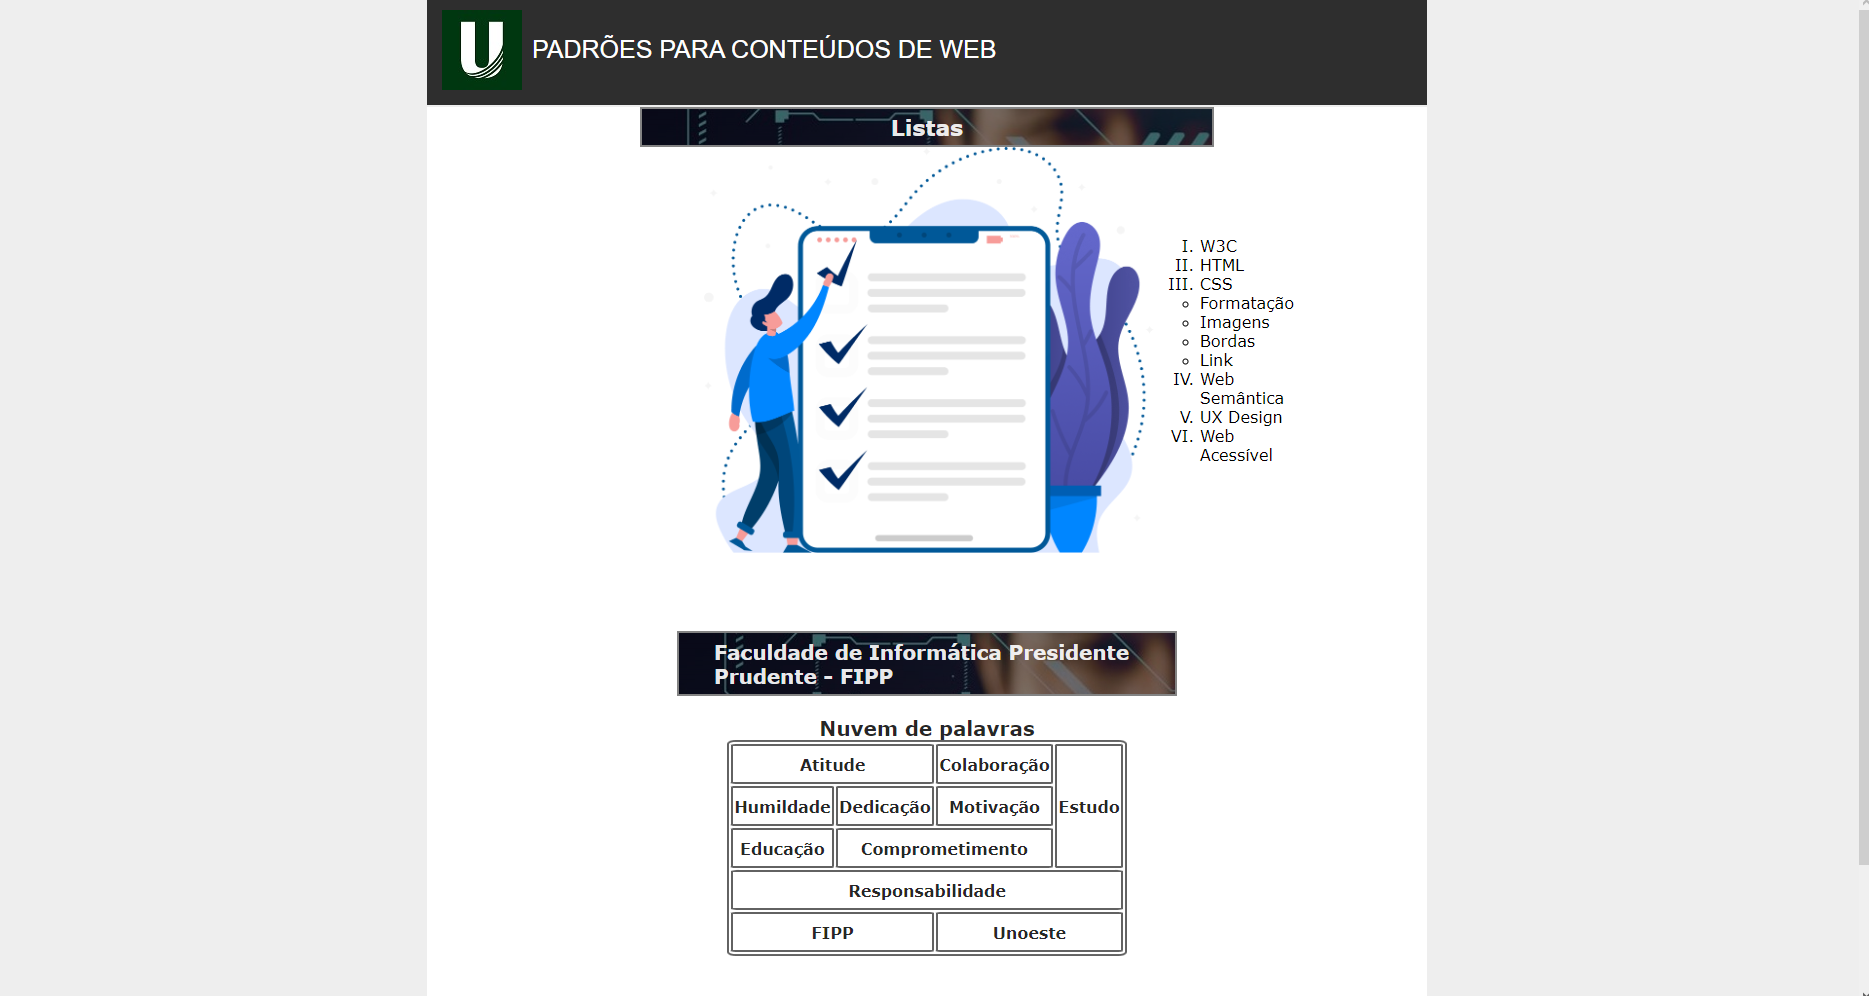 U
PADRÕES PARA CONTEÚDOS DE WEB
Listas
I. W3C
II. HTML
III. CSS
Formatação
Imagens
Bordas
Link
IV. Web
Semântica
V. UX Design
VI. Web
Acessível
Faculdade de Informática Presidente
Prudente - FIPP
Nuvem de palavras
Atitude Colaboração
Humildade Dedicação Motivação Estudo
Educação Comprometimento
Responsabilidade
FIPP Unoeste